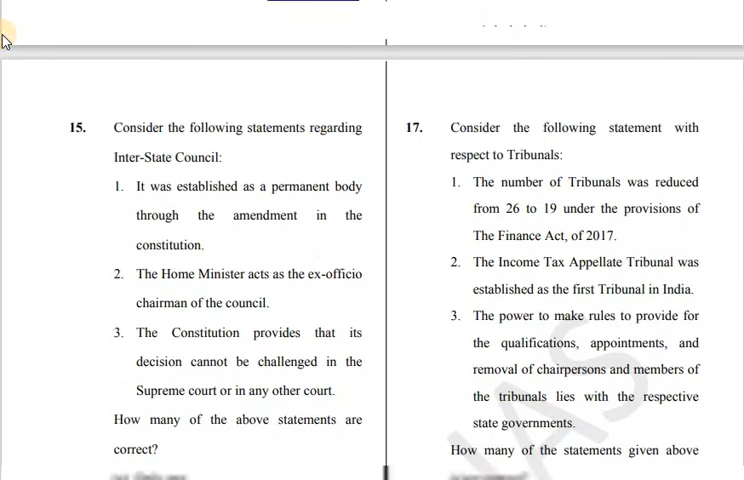 15. Consider the following statements regarding
Inter-State Council:
1. It was established as a permanent body
through the amendment in the
constitution.
2. The Home Minister acts as the ex-officio
chairman of the council.
3. The Constitution provides that its
decision cannot be challenged in the
Supreme court or in any other court.
How many of the above statements are
correct?
17. Consider the following statement with
respect to Tribunals:
1. The number of Tribunals was reduced
from 26 to 19 under the provisions of
The Finance Act, of 2017.
2. The Income Tax Appellate Tribunal was
established as the first Tribunal in India.
3. The power to make rules to provide for
the qualifications, appointments, and
removal of chairpersons and members of
the tribunals lies with the respective
state governments.
How many of the statements given above
IAS